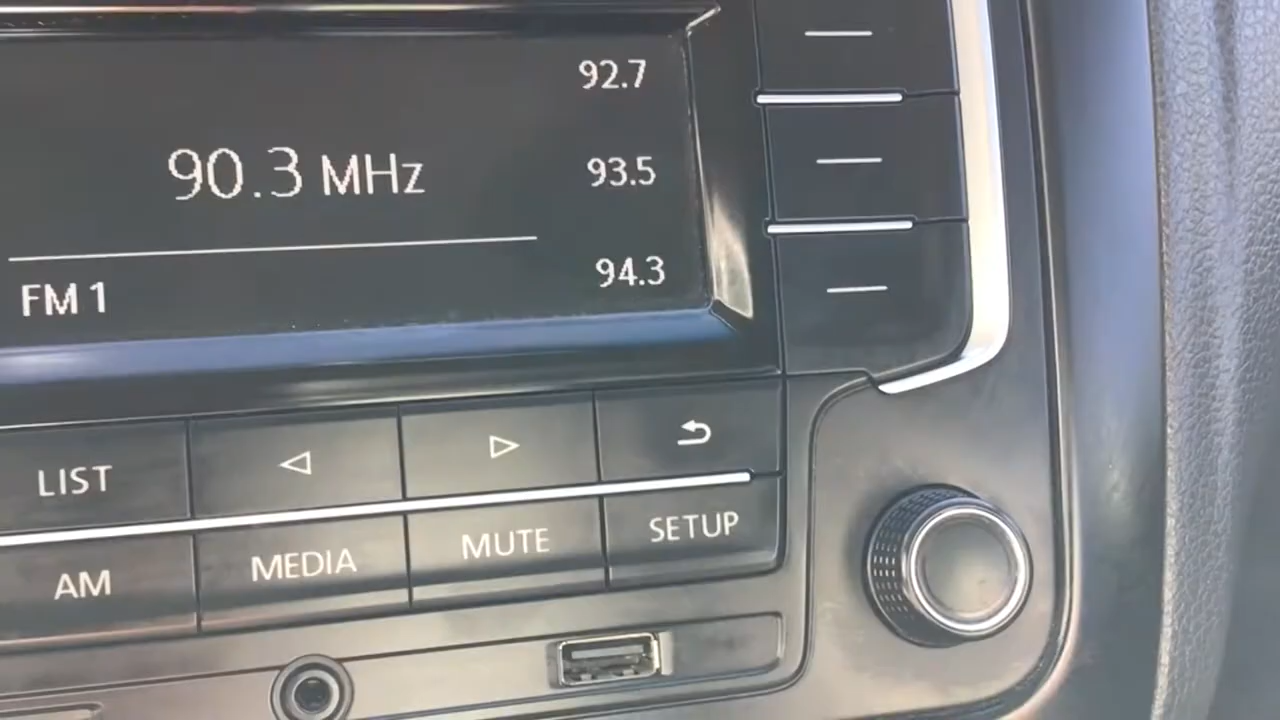 92.7
90.3 MHz
93.5
94.3
FM 1
LIST
AM
MEDIA
MUTE
SETUP